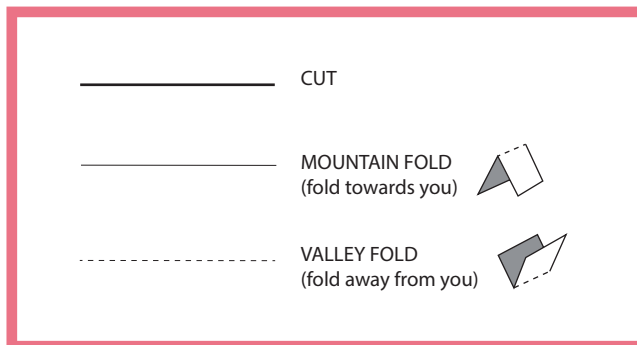 CUT
MOUNTAIN FOLD
(fold towards you)
VALLEY FOLD
(fold away from you)